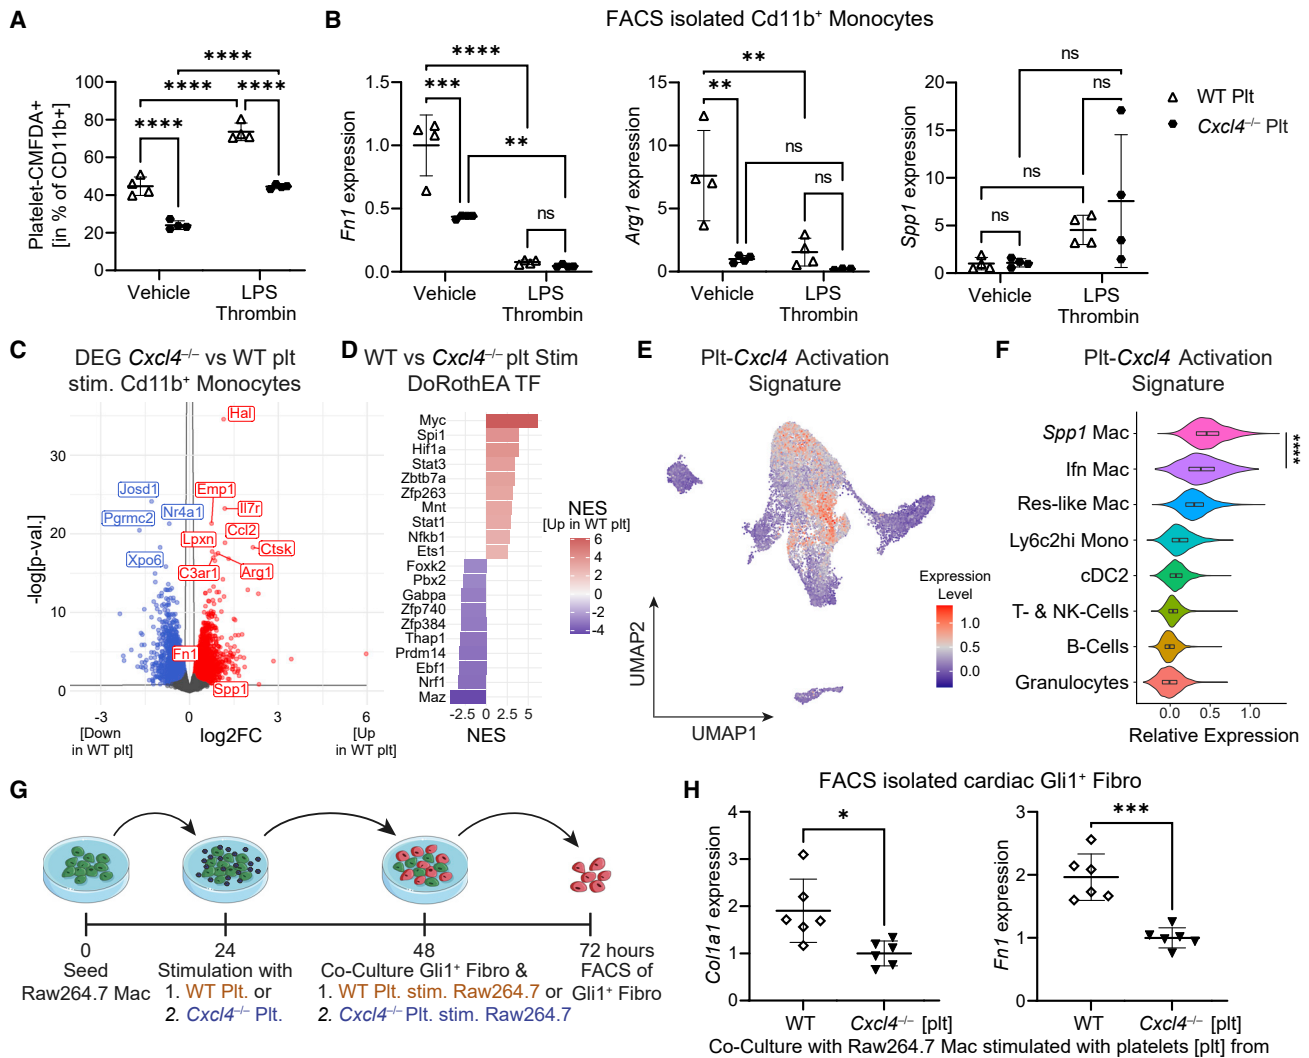 A
Platelet-CMFDA+
[in % of CD11b+]
100
80
60
40
20
0
****
****
****
****
Vehicle
LPS
Thrombin
B
FACS isolated Cd11b+ Monocytes
Fn1 expression
1.5
1.0
0.5
0.0
****
***
**
ns
Vehicle
LPS
Thrombin
Arg1 expression
15
10
5
0
**
**
ns
ns
Vehicle
LPS
Thrombin
Spp1 expression
20
15
10
5
0
ns
ns
ns
ns
Vehicle
LPS
Thrombin
WT Plt
Cxcl4–/– Plt
C
DEG Cxcl4–/– vs WT plt
stim. Cd11b+ Monocytes
-log[p-val.]
30
20
10
0
Hal
Josd1
Emp1
Pgrmc2
Nr4a1
Il7r
Ccl2
Lpxn
Ctsk
Xpo6
C3ar1
Arg1
Fn1
Spp1
-3
0
3
6
[Down
in WT plt]
log2FC
[Up
in WT plt]
D
WT vs Cxcl4–/– plt Stim
DoRothEA TF
Myc
Spi1
Hif1a
Stat3
Zbtb7a
Zfp263
Mnt
Stat1
Nfkb1
Ets1
Foxk2
Pbx2
Gabpa
Zfp740
Zfp384
Thap1
Prdm14
Ebf1
Nrf1
Maz
-2.5
0
2.5
5
NES
NES
[Up in WT plt]
6
4
2
0
-2
-4
E
Plt-Cxcl4 Activation
Signature
Expression
Level
1.0
0.5
0.0
UMAP2
UMAP1
F
Plt-Cxcl4 Activation
Signature
Spp1 Mac
Ifn Mac
Res-like Mac
Ly6c2hi Mono
cDC2
T- & NK-Cells
B-Cells
Granulocytes
****
0.0
0.5
1.0
Relative Expression
G
0
24
48
72 hours
Seed
Raw264.7 Mac
Stimulation with
1. WT Plt. or
2. Cxcl4–/– Plt.
Co-Culture Gli1+ Fibro &
1. WT Plt. stim. Raw264.7 or
2. Cxcl4–/– Plt. stim. Raw264.7
FACS of
Gli1+ Fibro
H
FACS isolated cardiac Gli1+ Fibro
Col1a1 expression
4
3
2
1
0
*
WT
Cxcl4–/– [plt]
Fn1 expression
3
2
1
0
***
WT
Cxcl4–/– [plt]
Co-Culture with Raw264.7 Mac stimulated with platelets [plt] from